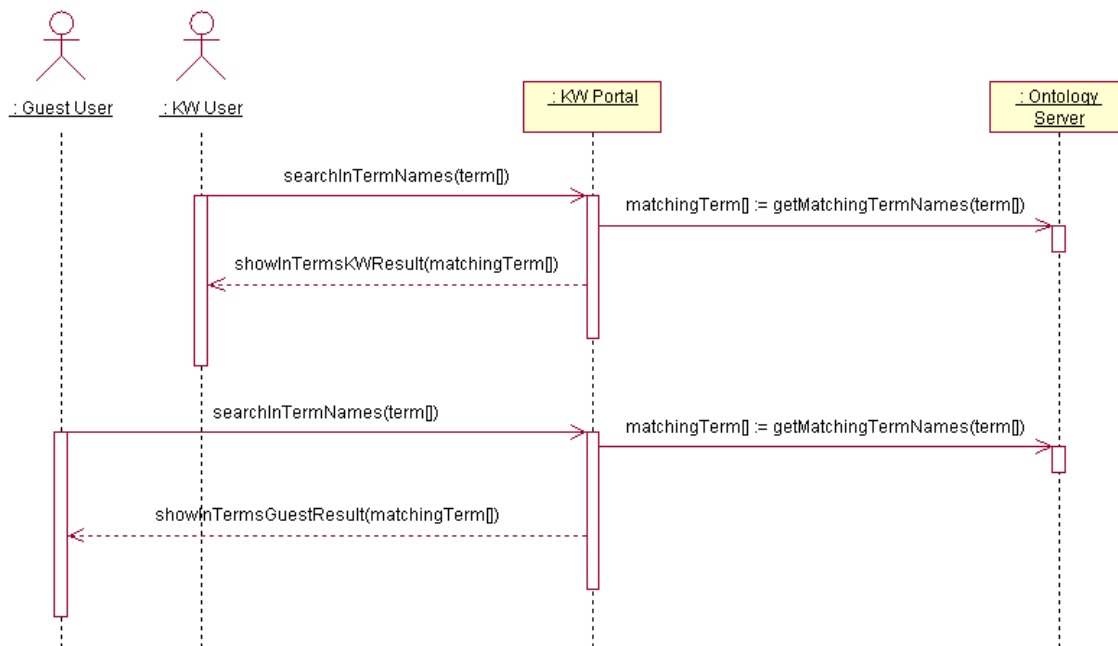 : Guest User
: KW User
: KW Portal
: Ontology
Server
searchInTermNames(term[])
matchingTerm[] := getMatchingTermNames(term[])
showInTermsKWResult(matchingTerm[])
searchInTermNames(term[])
matchingTerm[] := getMatchingTermNames(term[])
showInTermsGuestResult(matchingTerm[])